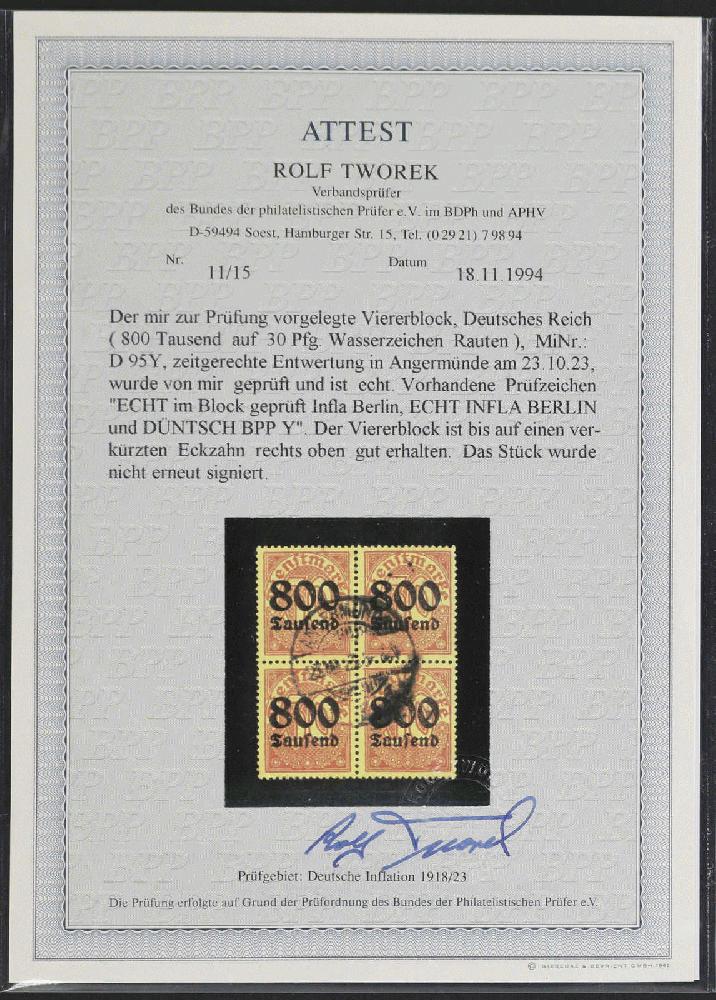 ATTEST
ROLF TWOREK
Verbandsprüfer
des Bundes der philatelistischen Prüfer e.V. im BDPh und APHV
D-59494 Soest, Hamburger Str. 15, Tel. (0 29 21) 7 98 94
Nr. 11/15 Datum 18.11.1994
Der mir zur Prüfung vorgelegte Viererblock, Deutsches Reich
( 800 Tausend auf 30 Pfg. Wasserzeichen Rauten ), MiNr.:
D 95Y, zeitgerechte Entwertung in Angermünde am 23.10.23,
wurde von mir geprüft und ist echt. Vorhandene Prüfzeichen
"ECHT im Block geprüft Infla Berlin, ECHT INFLA BERLIN
und DÜNTSCH BPP Y". Der Viererblock ist bis auf einen ver-
kürzten Eckzahn rechts oben gut erhalten. Das Stück wurde
nicht erneut signiert.
800 800
Tausend Tausend
800 800
Tausend Tausend
Rolf Tworek
Prüfgebiet: Deutsche Inflation 1918/23
Die Prüfung erfolgte auf Grund der Prüfordnung des Bundes der Philatelistischen Prüfer e.V.